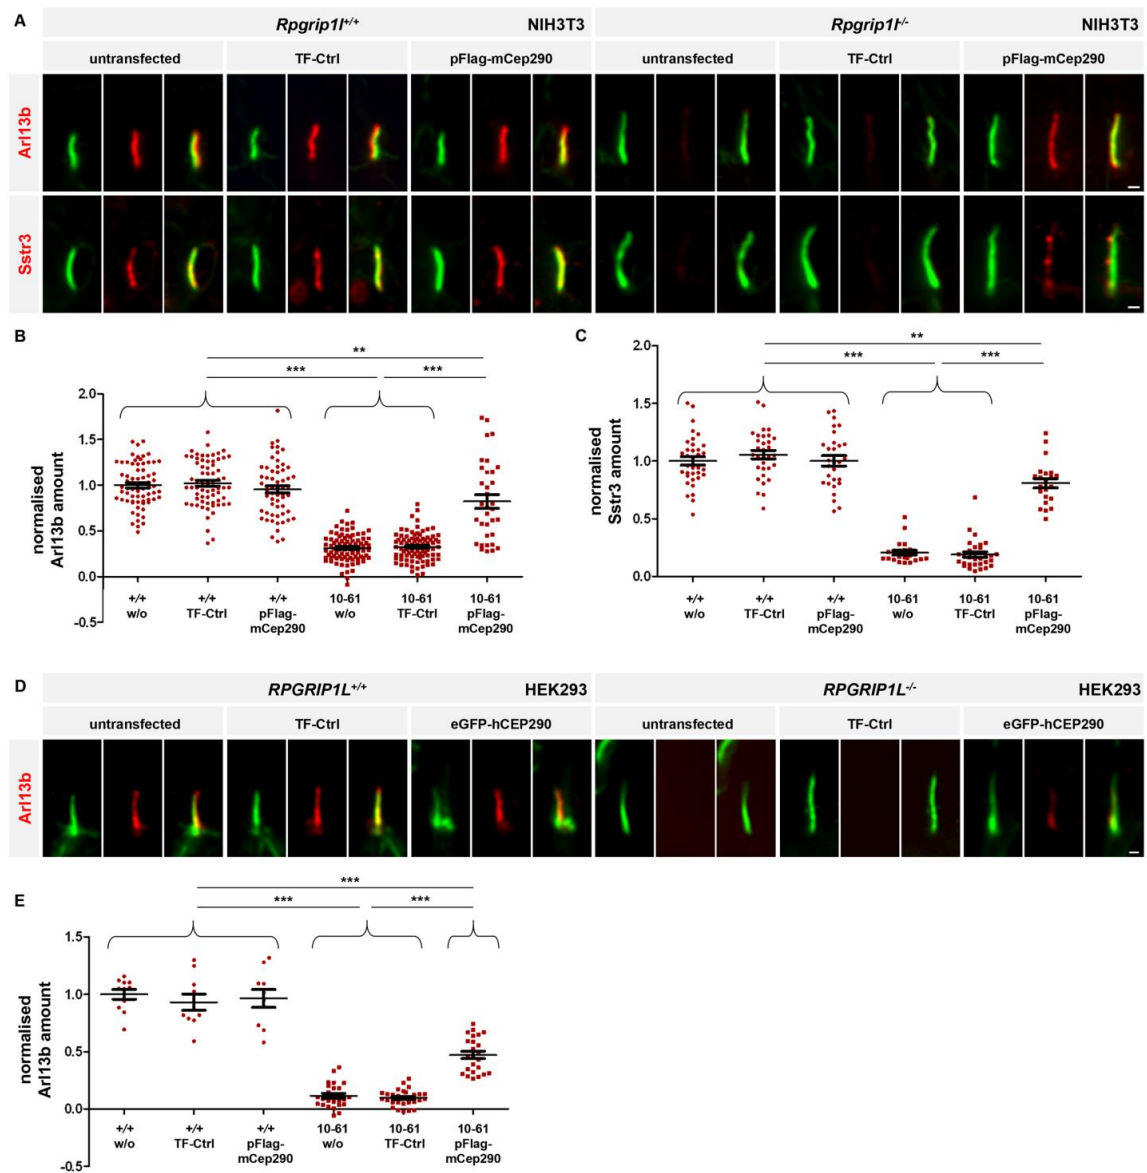 A
Rpgrip1l+/+ NIH3T3 Rpgrip1l-/- NIH3T3
untransfected TF-Ctrl pFlag-mCep290 untransfected TF-Ctrl pFlag-mCep290
Arl13b
Sstr3
B
** 
*** ***
normalised
Arl13b amount
2.0
1.5
1.0
0.5
0.0
-0.5
+/+ +/+ +/+ 10-61 10-61 10-61
w/o TF-Ctrl pFlag- w/o TF-Ctrl pFlag-
mCep290 mCep290
C
**
*** ***
normalised
Sstr3 amount
2.0
1.5
1.0
0.5
0.0
+/+ +/+ +/+ 10-61 10-61 10-61
w/o TF-Ctrl pFlag- w/o TF-Ctrl pFlag-
mCep290 mCep290
D
RPGRIP1L+/+ HEK293 RPGRIP1L-/- HEK293
untransfected TF-Ctrl eGFP-hCEP290 untransfected TF-Ctrl eGFP-hCEP290
Arl13b
E
***
*** ***
normalised
Arl13b amount
1.5
1.0
0.5
0.0
-0.5
+/+ +/+ +/+ 10-61 10-61 10-61
w/o TF-Ctrl pFlag- w/o TF-Ctrl pFlag-
mCep290 mCep290